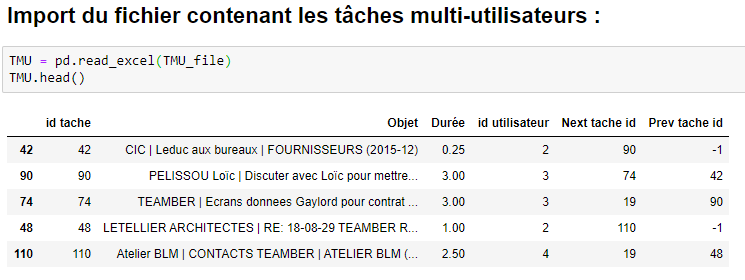 Import du fichier contenant les tâches multi-utilisateurs :
TMU = pd.read_excel(TMU_file)
TMU.head()
id tache Objet Durée id utilisateur Next tache id Prev tache id
42 42 CIC | Leduc aux bureaux | FOURNISSEURS (2015-12) 0.25 2 90 -1
90 90 PELISSOU Loïc | Discuter avec Loïc pour mettre... 3.00 3 74 42
74 74 TEAMBER | Ecrans donnees Gaylord pour contrat ... 3.00 3 19 90
48 48 LETELLIER ARCHITECTES | RE: 18-08-29 TEAMBER R... 1.00 2 110 -1
110 110 Atelier BLM | CONTACTS TEAMBER | ATELIER BLM (... 2.50 4 19 48